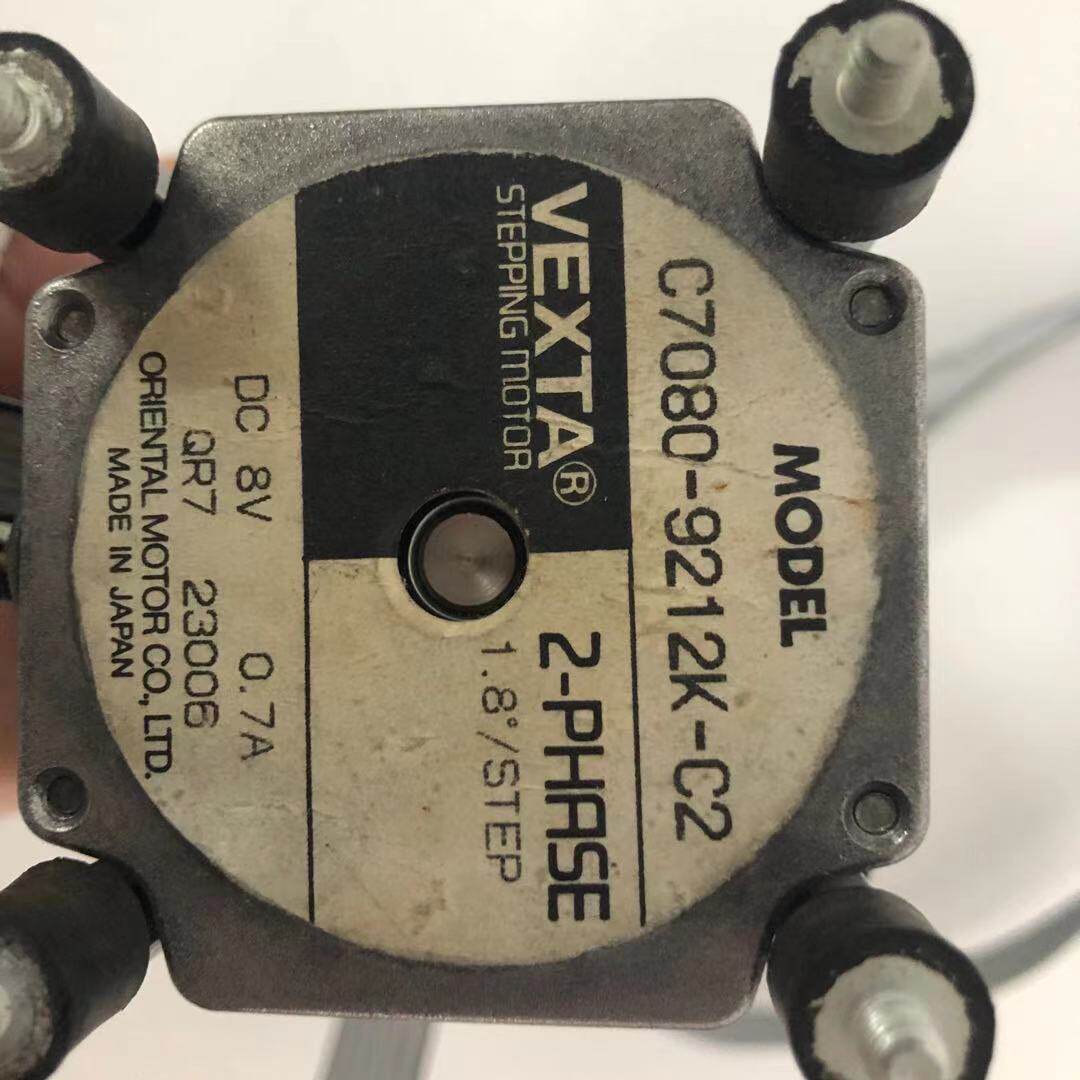 MODEL
C7080-9212K-C2
VEXTA®
STEPPING MOTOR
2-PHASE
1.8°/STEP
DC 8V 0.7A
QR7 23006
ORIENTAL MOTOR CO., LTD.
MADE IN JAPAN